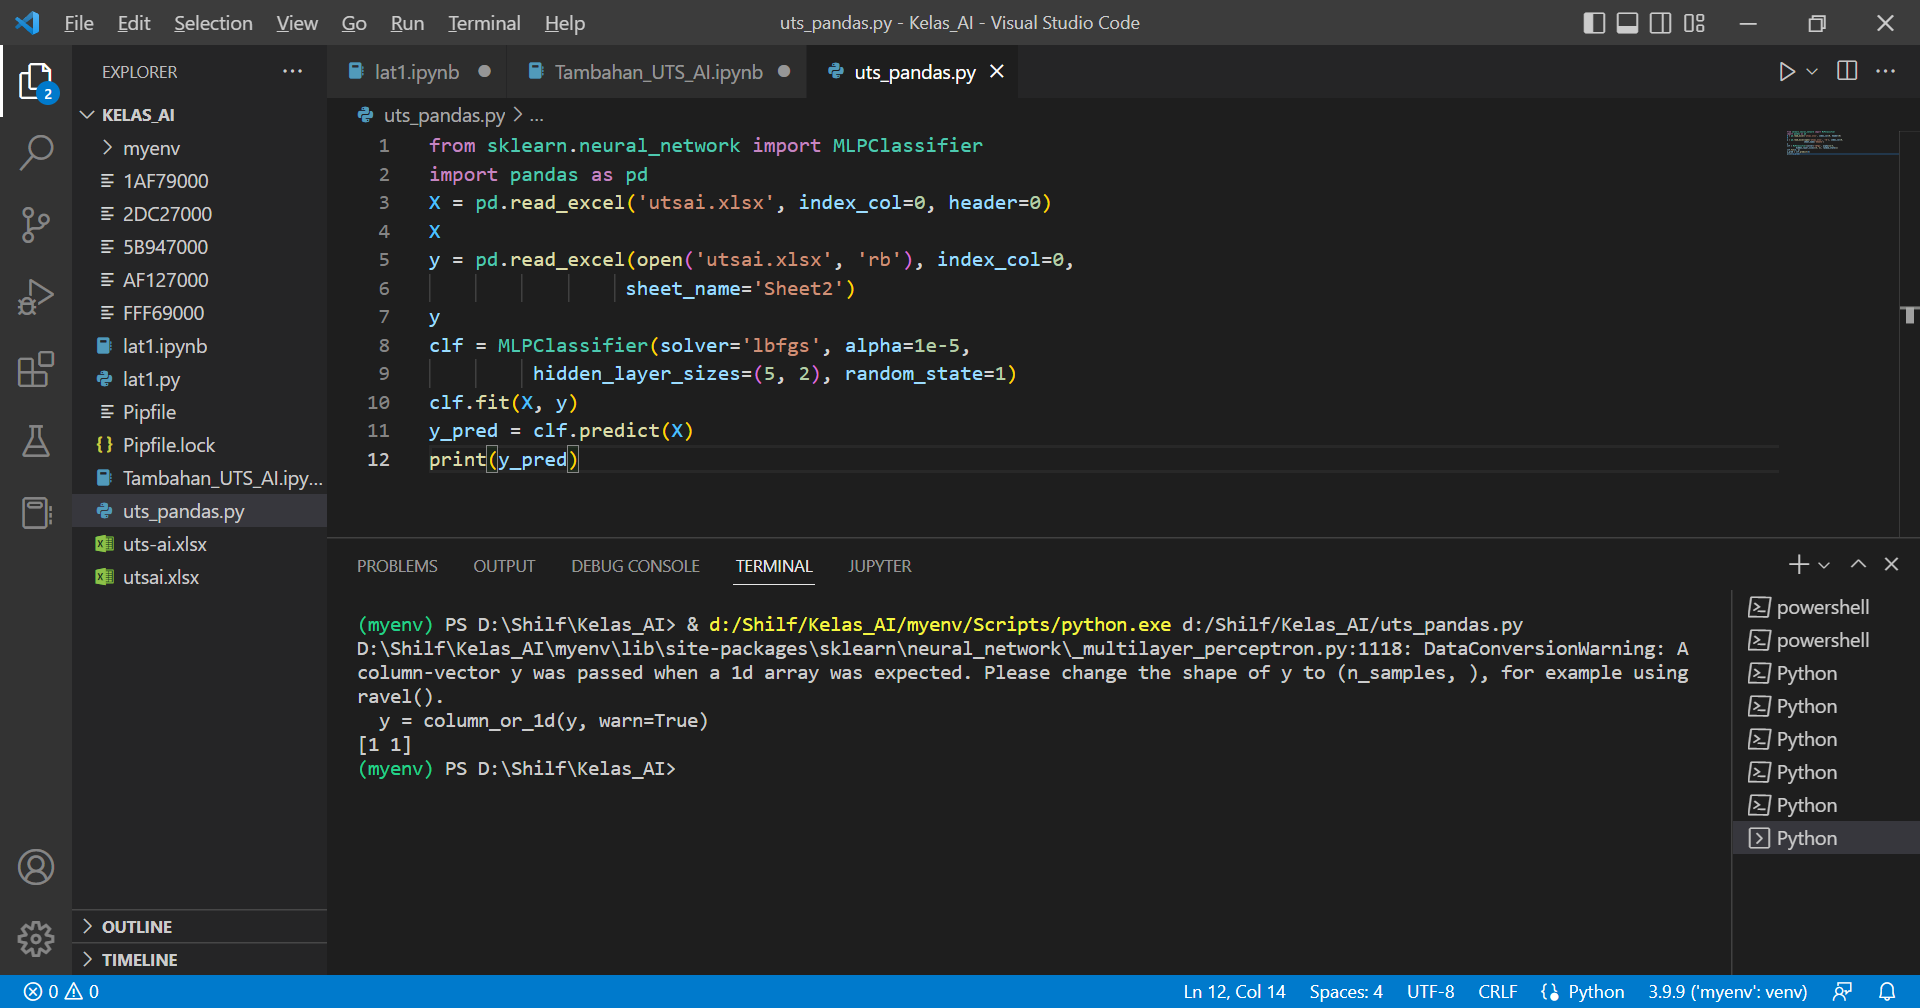 File Edit Selection View Go Run Terminal Help
uts_pandas.py - Kelas_AI - Visual Studio Code
2
EXPLORER
KELAS_AI
myenv
1AF79000
2DC27000
5B947000
AF127000
FFF69000
lat1.ipynb
lat1.py
Pipfile
Pipfile.lock
Tambahan_UTS_AI.ipy...
uts_pandas.py
uts-ai.xlsx
utsai.xlsx
OUTLINE
TIMELINE
lat1.ipynb
Tambahan_UTS_AI.ipynb
uts_pandas.py
uts_pandas.py > ...
1 from sklearn.neural_network import MLPClassifier
2 import pandas as pd
3 X = pd.read_excel('utsai.xlsx', index_col=0, header=0)
4 X
5 y = pd.read_excel(open('utsai.xlsx', 'rb'), index_col=0,
6 sheet_name='Sheet2')
7 y
8 clf = MLPClassifier(solver='lbfgs', alpha=1e-5,
9 hidden_layer_sizes=(5, 2), random_state=1)
10 clf.fit(X, y)
11 y_pred = clf.predict(X)
12 print(y_pred)
PROBLEMS OUTPUT DEBUG CONSOLE TERMINAL JUPYTER
(myenv) PS D:\Shilf\Kelas_AI> & d:/Shilf/Kelas_AI/myenv/Scripts/python.exe d:/Shilf/Kelas_AI/uts_pandas.py
D:\Shilf\Kelas_AI\myenv\lib\site-packages\sklearn\neural_network\_multilayer_perceptron.py:1118: DataConversionWarning: A
column-vector y was passed when a 1d array was expected. Please change the shape of y to (n_samples, ), for example using
ravel().
y = column_or_1d(y, warn=True)
[1 1]
(myenv) PS D:\Shilf\Kelas_AI>
powershell
powershell
Python
Python
Python
Python
Python
Python
0 0
Ln 12, Col 14 Spaces: 4 UTF-8 CRLF Python 3.9.9 ('myenv': venv)